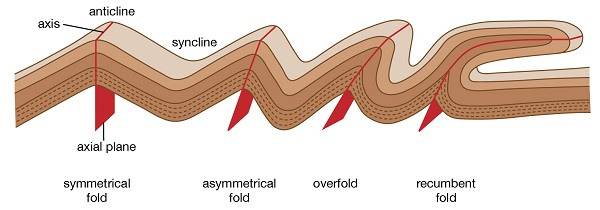 anticline
axis
syncline
axial plane
symmetrical
fold
asymmetrical
fold
overfold
recumbent
fold